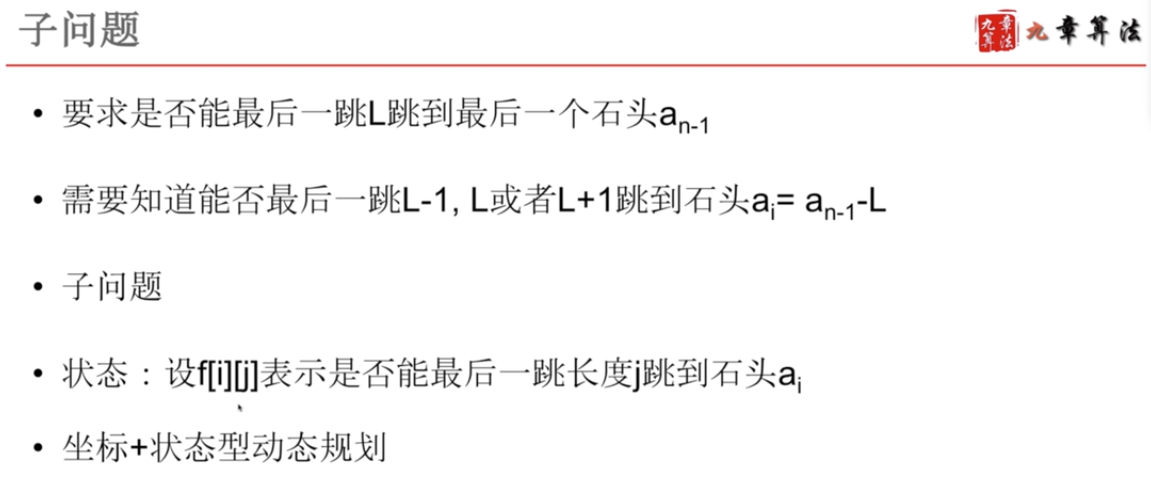 子问题
九章算法
九章算法
• 要求是否能最后一跳L跳到最后一个石头aₙ₋₁
• 需要知道能否最后一跳L-1, L或者L+1跳到石头aᵢ= aₙ₋₁-L
• 子问题
• 状态：设f[i][j]表示是否能最后一跳长度j跳到石头aᵢ
• 坐标+状态型动态规划